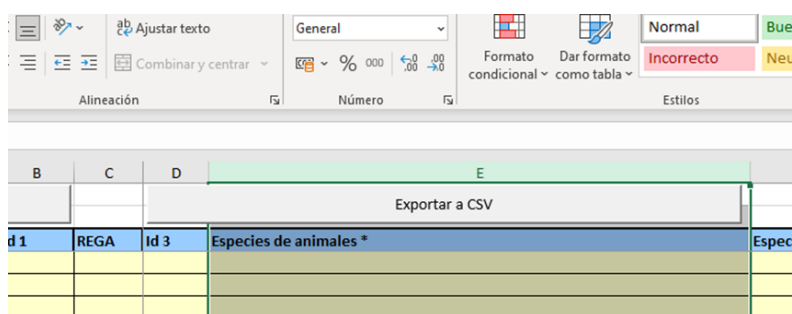 Ajustar texto
General
Normal
Combinar y centrar
% 000
Formato condicional
Dar formato como tabla
Incorrecto
Alineación
Número
Estilos
B C D E
Exportar a CSV
REGA Id 3 Especies de animales *